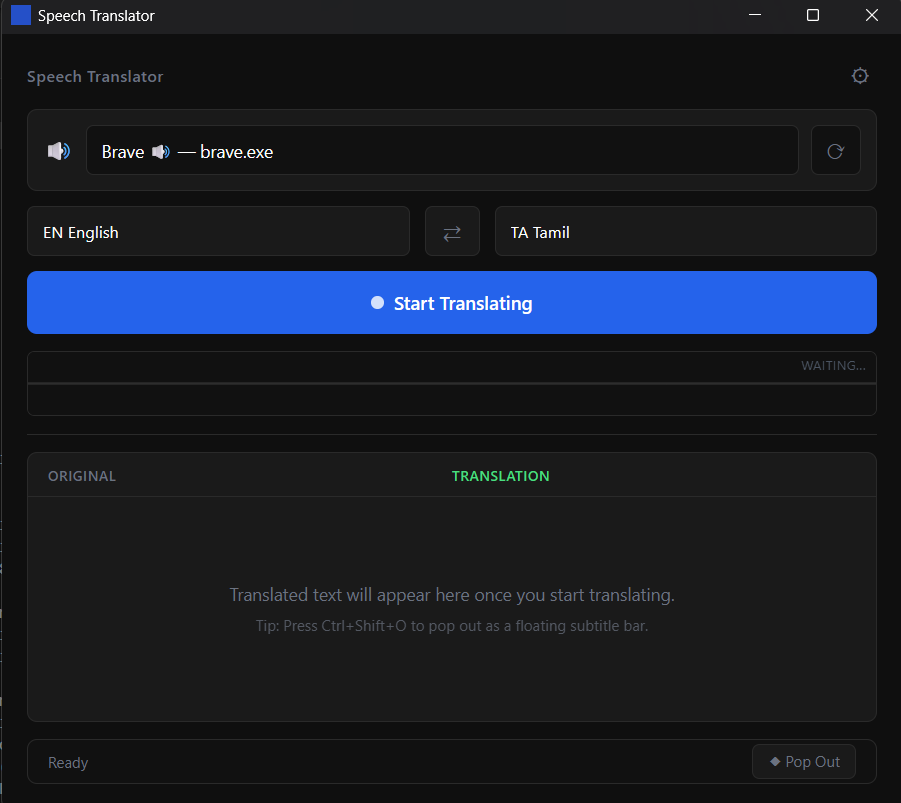 Speech Translator
Speech Translator
Brave 🔊 — brave.exe
EN English
⇄
TA Tamil
Start Translating
WAITING...
ORIGINAL
TRANSLATION
Translated text will appear here once you start translating.
Tip: Press Ctrl+Shift+O to pop out as a floating subtitle bar.
Ready
◆ Pop Out